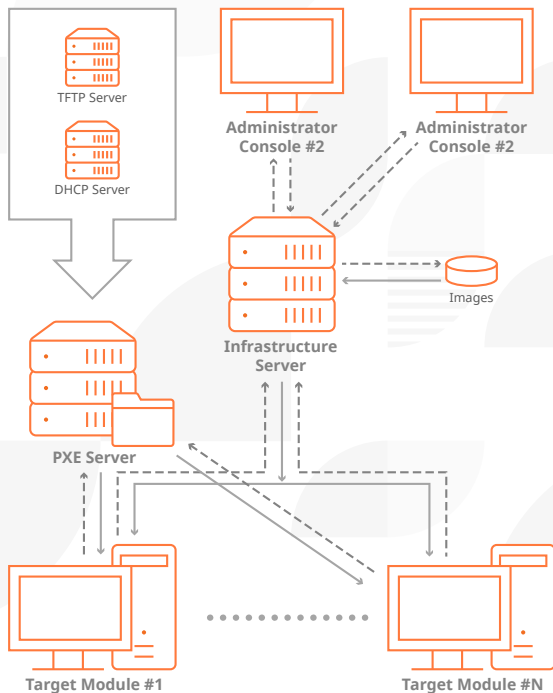 TFTP Server
DHCP Server
Administrator
Console #2
Administrator
Console #2
Images
Infrastructure
Server
PXE Server
Target Module #1
Target Module #N